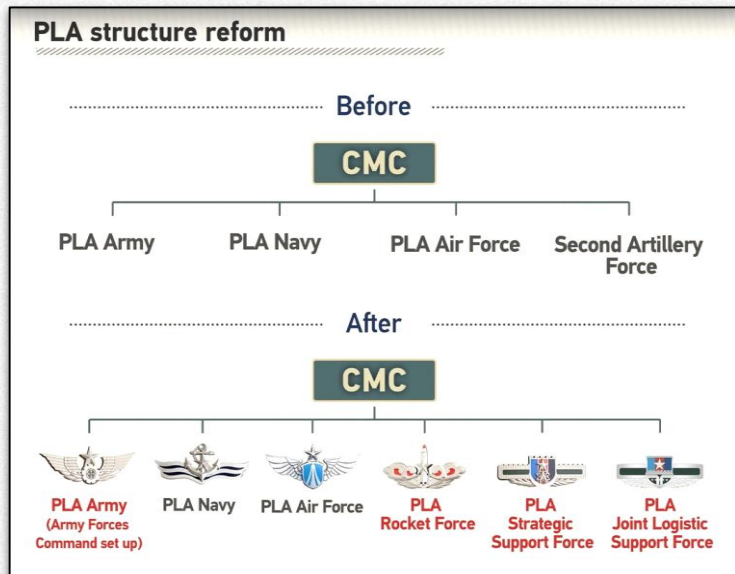 PLA structure reform
Before
CMC
PLA Army
PLA Navy
PLA Air Force
Second Artillery
Force
After
CMC
PLA Army
(Army Forces
Command set up)
PLA Navy
PLA Air Force
PLA
Rocket Force
PLA
Strategic
Support Force
PLA
Joint Logistic
Support Force